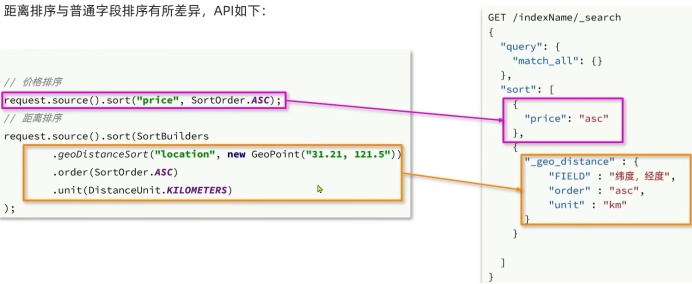 距离排序与普通字段排序有所差异，API如下：
// 价格排序
request.source().sort("price", SortOrder.ASC);
// 距离排序
request.source().sort(SortBuilders
.geoDistanceSort("location", new GeoPoint("31.21, 121.5"))
.order(SortOrder.ASC)
.unit(DistanceUnit.KILOMETERS)
);
GET /indexName/_search
{
"query": {
"match_all": {}
},
"sort": [
{
"price": "asc"
},
{
"_geo_distance" : {
"FIELD" : "纬度，经度",
"order" : "asc",
"unit" : "km"
}
}
]
}